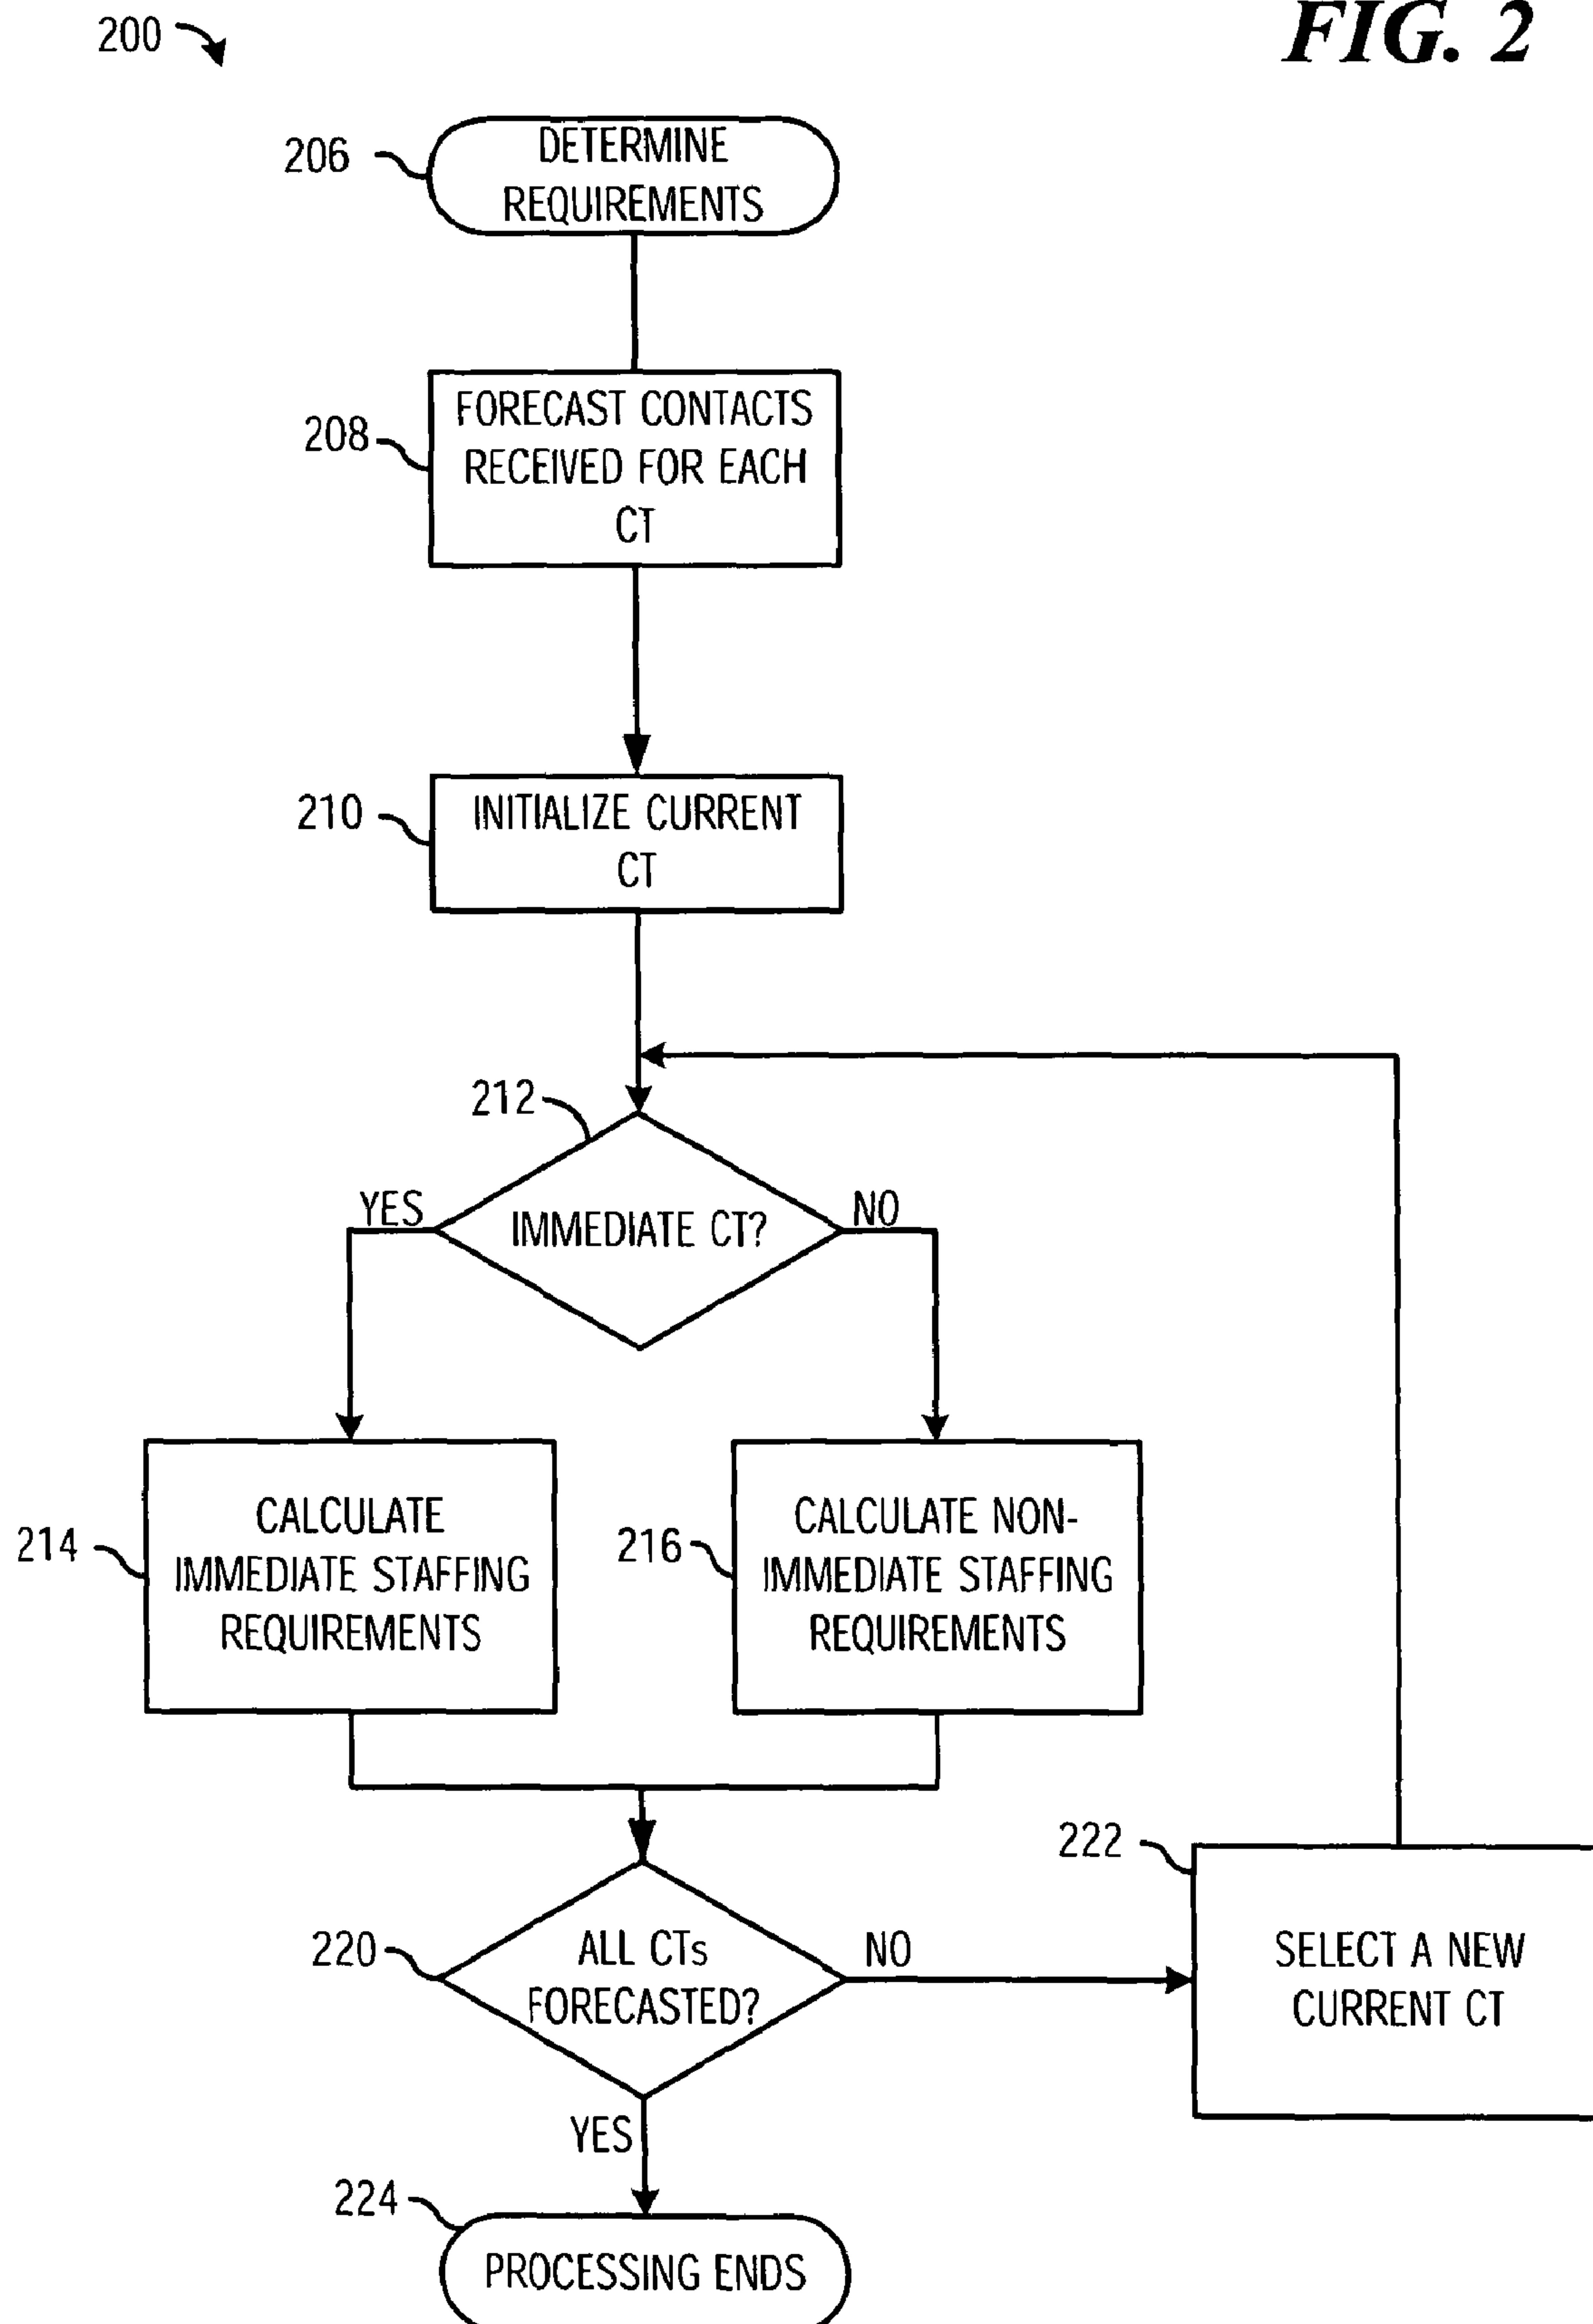 200
FIG. 2
206
DETERMINE
REQUIREMENTS
208
FORECAST CONTACTS
RECEIVED FOR EACH
CT
210
INITIALIZE CURRENT
CT
212
YES
IMMEDIATE CT?
NO
214
CALCULATE
IMMEDIATE STAFFING
REQUIREMENTS
216
CALCULATE NON-
IMMEDIATE STAFFING
REQUIREMENTS
220
ALL CTs
FORECASTED?
NO
222
SELECT A NEW
CURRENT CT
YES
224
PROCESSING ENDS